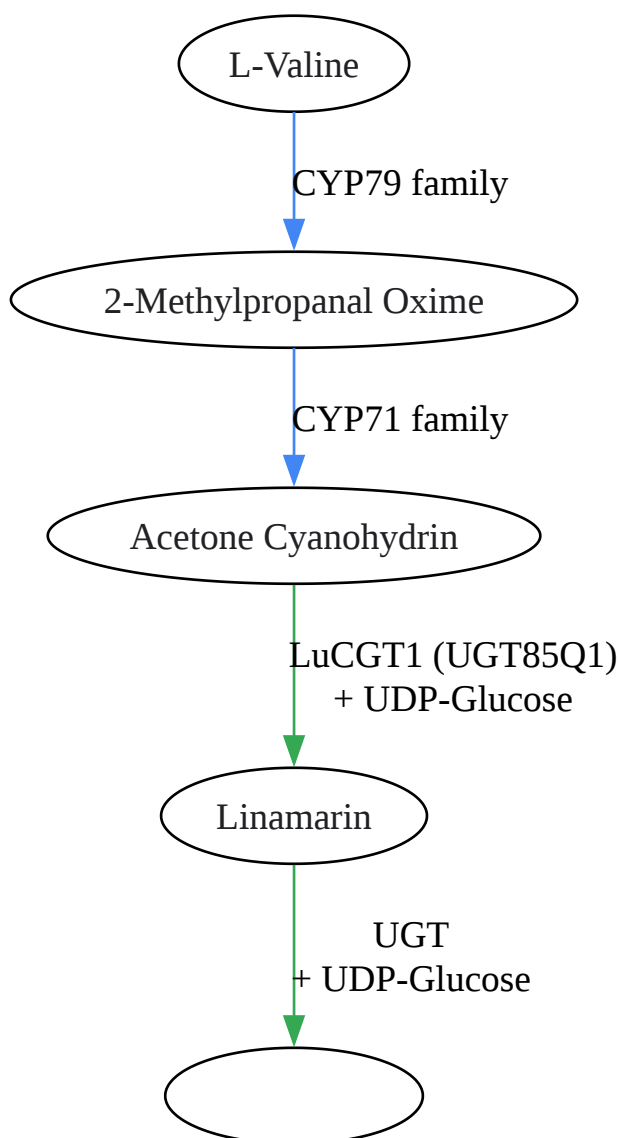 L-Valine
CYP79 family
2-Methylpropanal Oxime
CYP71 family
Acetone Cyanohydrin
LuCGT1 (UGT85Q1)
+ UDP-Glucose
Linamarin
UGT
+ UDP-Glucose